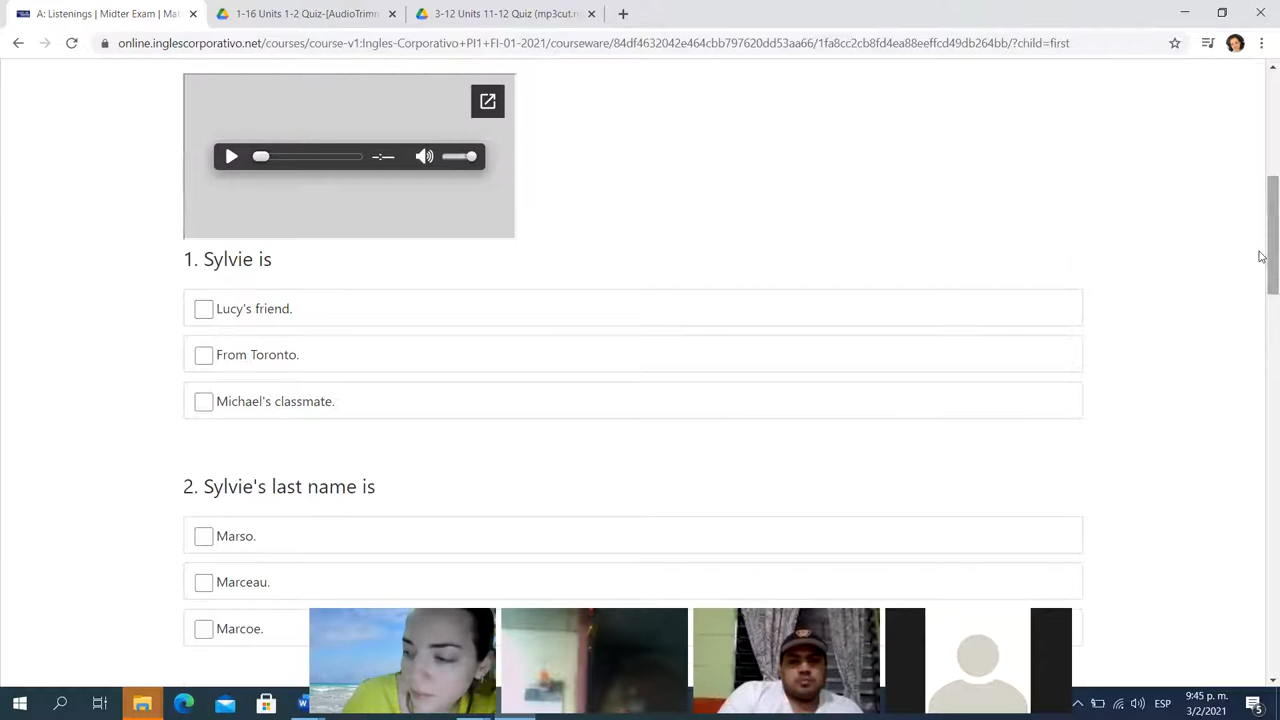 A: Listenings | Midter Exam | Mat
1-16 Units 1-2 Quiz-[AudioTrimm
3-12 Units 11-12 Quiz (mp3cut.n
online.inglescorporativo.net/courses/course-v1:Ingles-Corporativo+PI1+FI-01-2021/courseware/84df4632042e464cbb797620dd53aa66/1fa8cc2cb8fd4ea88eeffcd49db264bb/?child=first
-:--
1. Sylvie is
Lucy's friend.
From Toronto.
Michael's classmate.
2. Sylvie's last name is
Marso.
Marceau.
Marcoe.
ESP
9:45 p. m.
3/2/2021
5